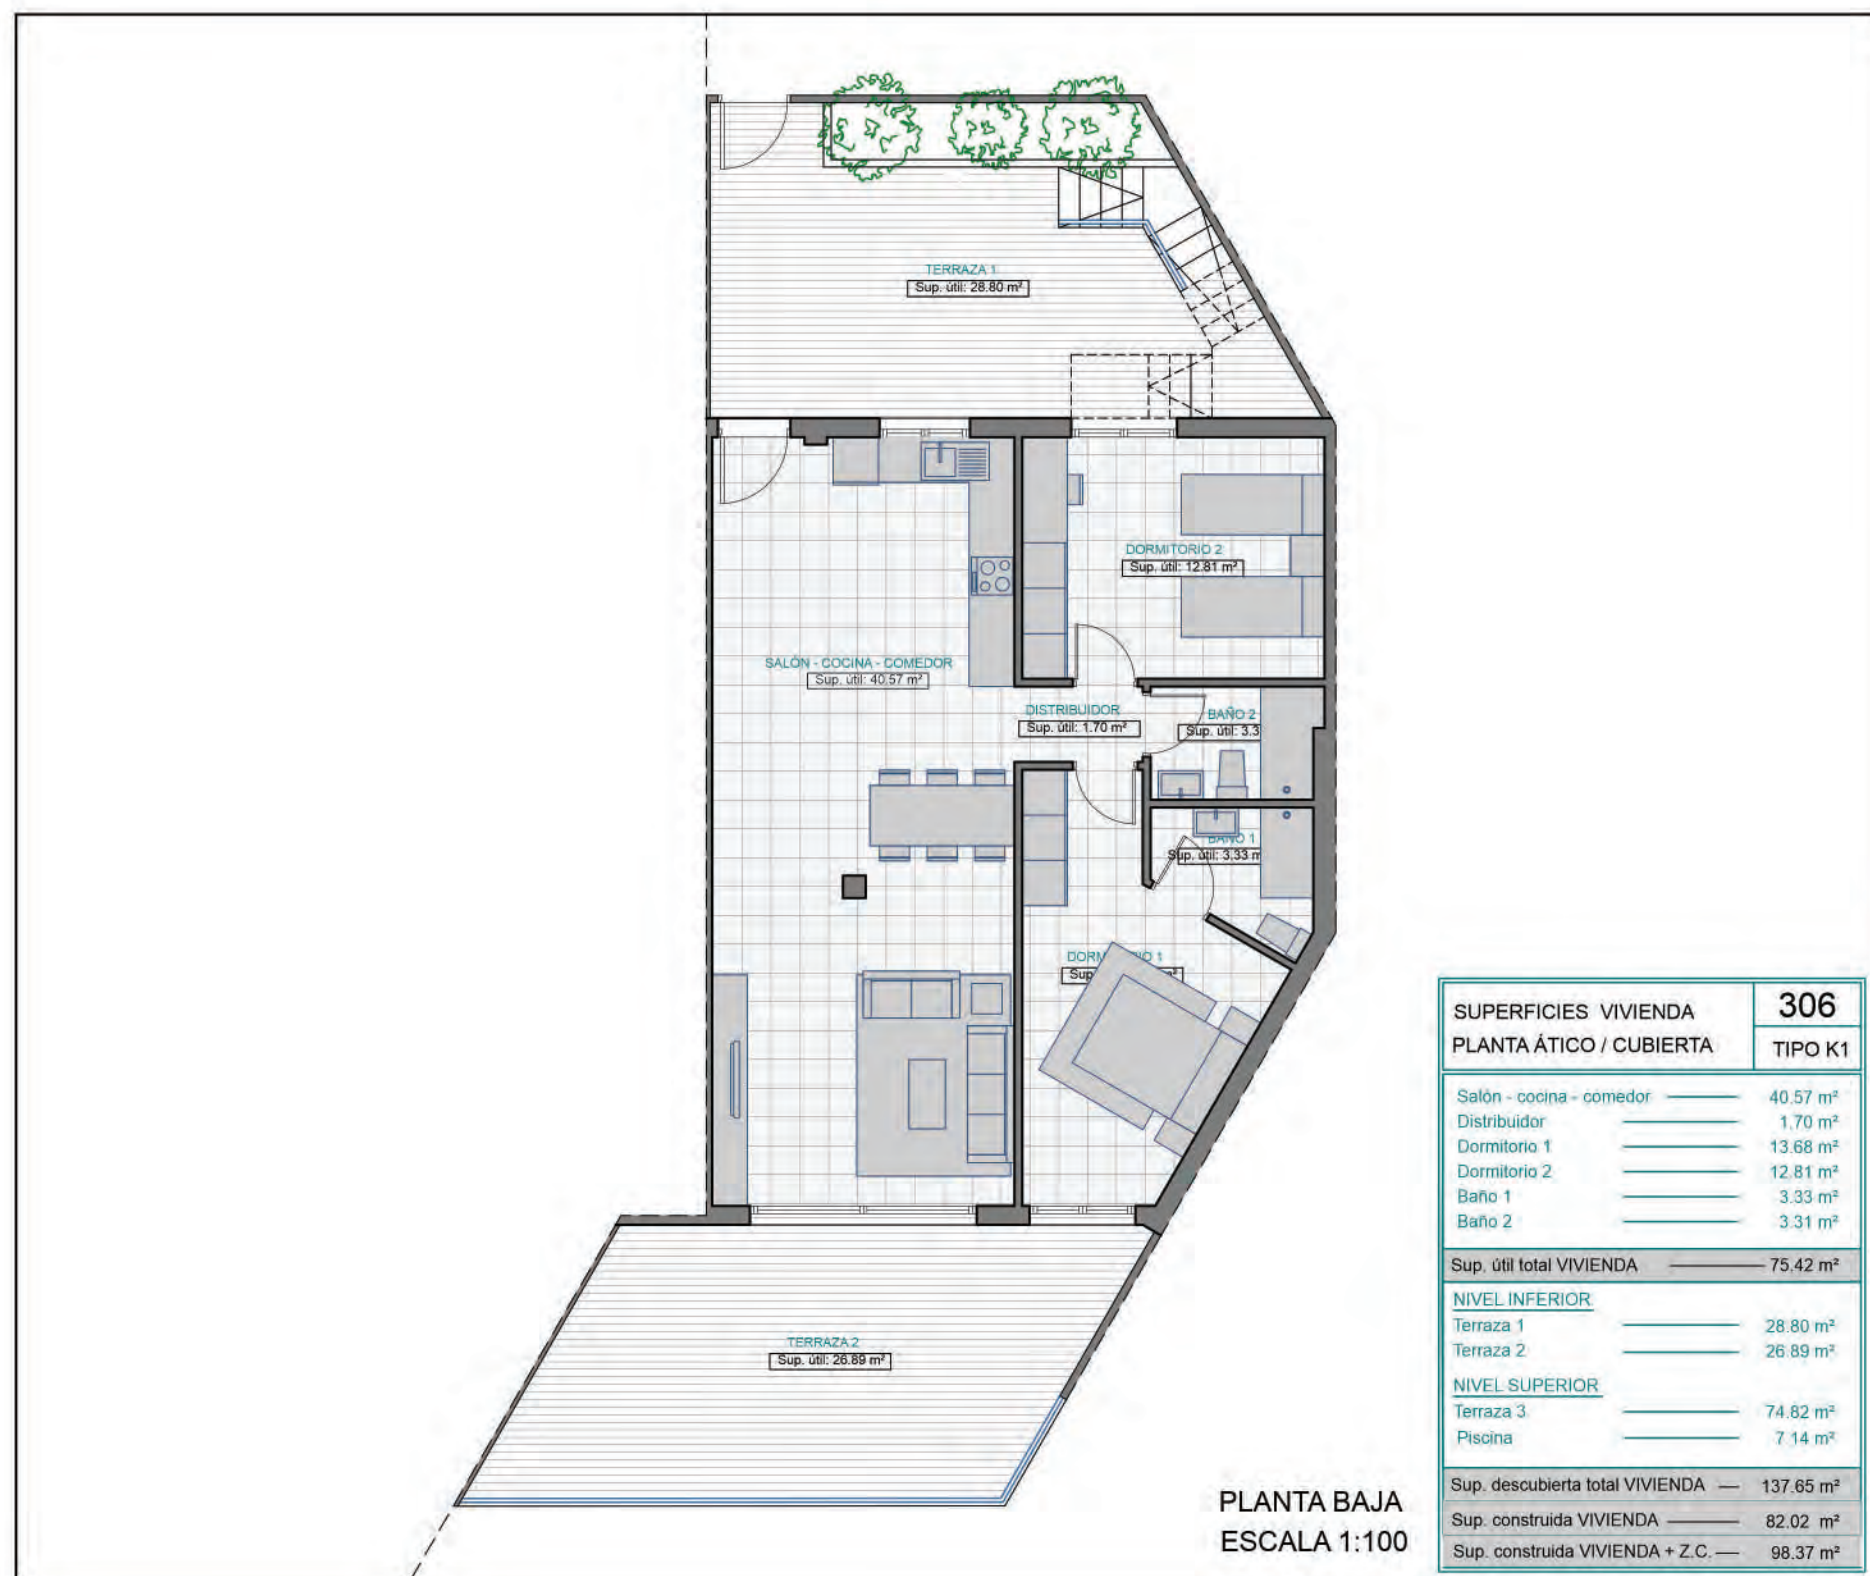 TERRAZA 1
Sup. útil: 28.80 m²
DORMITORIO 2
Sup. útil: 12.81 m²
SALÓN - COCINA - COMEDOR
Sup. útil: 40.57 m²
DISTRIBUIDOR
Sup. útil: 1.70 m²
BAÑO 2
Sup. útil: 3.3
BAÑO 1
Sup. útil: 3.33 m
DORM IO 1
Sup m²
TERRAZA 2
Sup. útil: 26.89 m²
PLANTA BAJA
ESCALA 1:100
SUPERFICIES VIVIENDA 306
PLANTA ÁTICO / CUBIERTA TIPO K1
Salón - cocina - comedor 40.57 m²
Distribuidor 1.70 m²
Dormitorio 1 13.68 m²
Dormitorio 2 12.81 m²
Baño 1 3.33 m²
Baño 2 3.31 m²
Sup. útil total VIVIENDA 75.42 m²
NIVEL INFERIOR
Terraza 1 28.80 m²
Terraza 2 26.89 m²
NIVEL SUPERIOR
Terraza 3 74.82 m²
Piscina 7.14 m²
Sup. descubierta total VIVIENDA 137.65 m²
Sup. construida VIVIENDA 82.02 m²
Sup. construida VIVIENDA + Z.C. 98.37 m²